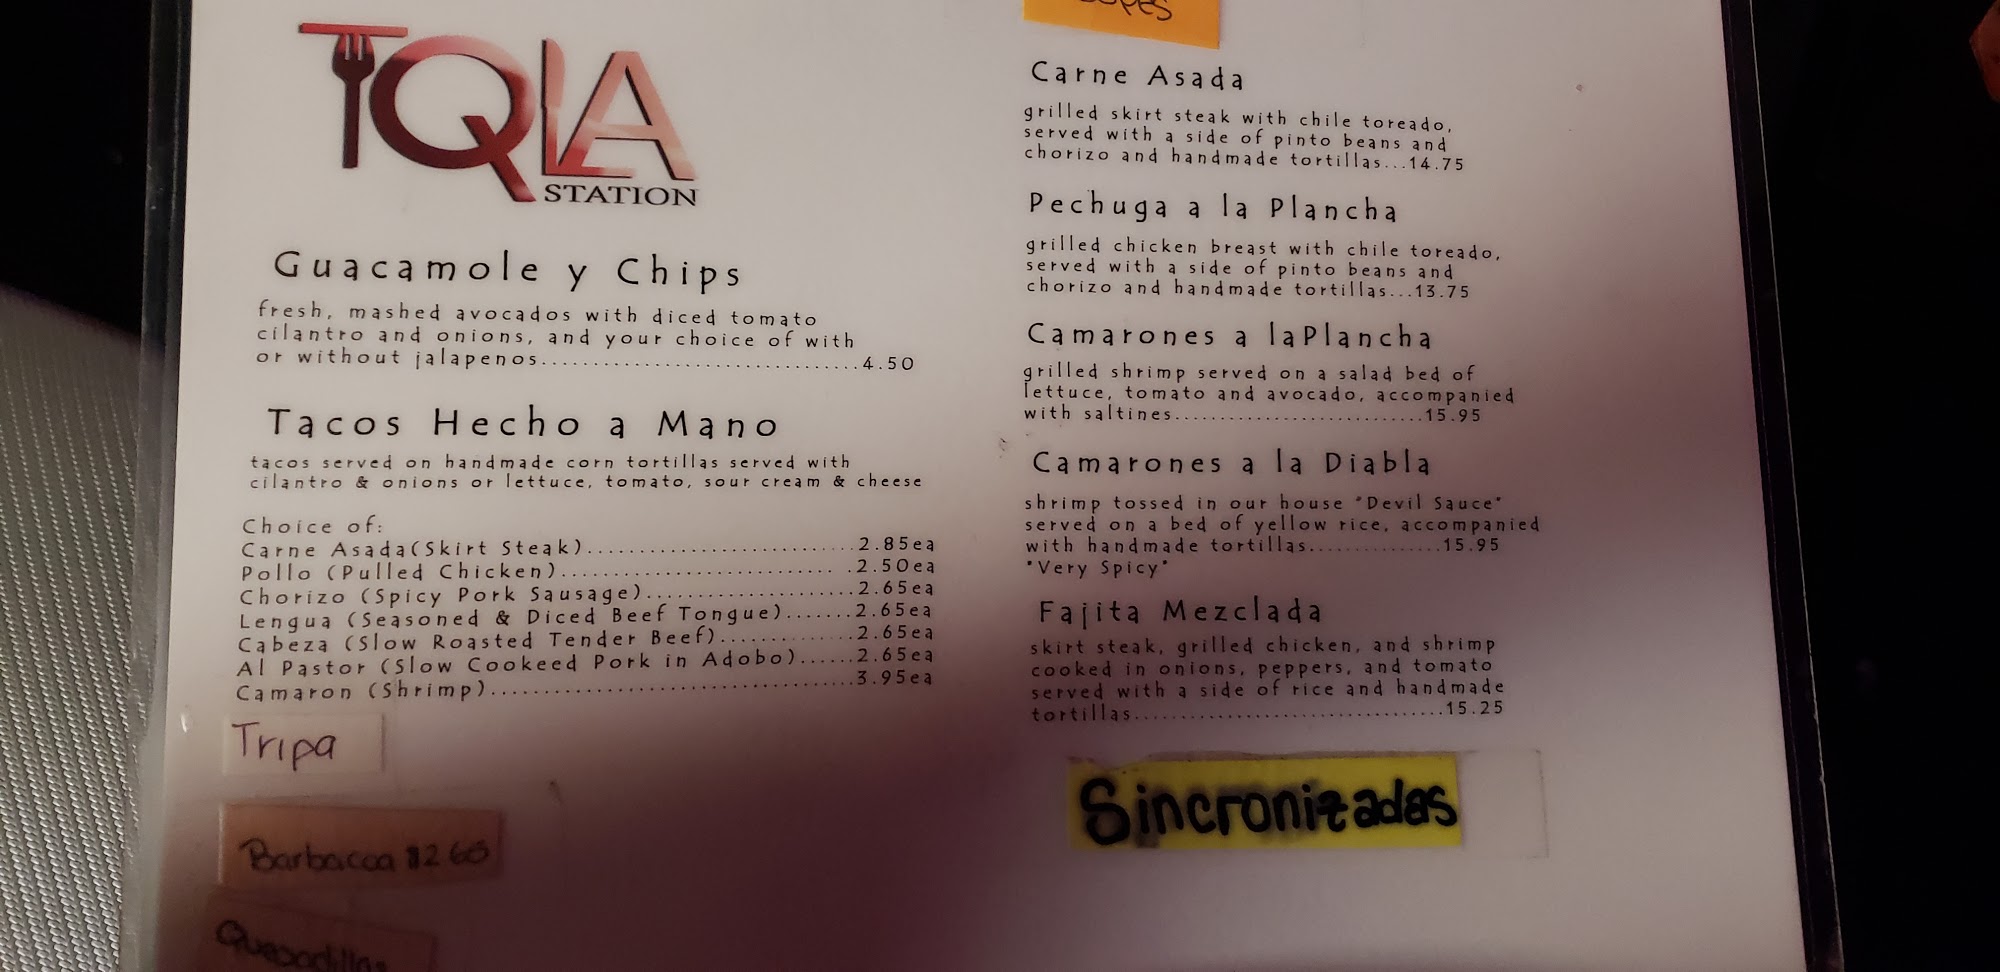 TQLA
STATION
Guacamole y Chips
fresh, mashed avocados with diced tomato
cilantro and onions, and your choice of with
or without jalapenos................................4.50
Tacos Hecho a Mano
tacos served on handmade corn tortillas served with
cilantro & onions or lettuce, tomato, sour cream & cheese
Choice of:
Carne Asada(Skirt Steak)...........................2.85ea
Pollo (Pulled Chicken)........................... .2.50ea
Chorizo (Spicy Pork Sausage).....................2.65ea
Lengua (Seasoned & Diced Beef Tongue).......2.65ea
Cabeza (Slow Roasted Tender Beef)..............2.65ea
Al Pastor (Slow Cookeed Pork in Adobo)......2.65ea
Camaron (Shrimp).....................................3.95ea
Tripa
Barbacoa $2 65
Quesadillas
Carne Asada
grilled skirt steak with chile toreado,
served with a side of pinto beans and
chorizo and handmade tortillas...14.75
Pechuga a la Plancha
grilled chicken breast with chile toreado,
served with a side of pinto beans and
chorizo and handmade tortillas...13.75
Camarones a laPlancha
grilled shrimp served on a salad bed of
lettuce, tomato and avocado, accompanied
with saltines..........................15.95
Camarones a la Diabla
shrimp tossed in our house "Devil Sauce"
served on a bed of yellow rice, accompanied
with handmade tortillas..............15.95
"Very Spicy"
Fajita Mezclada
skirt steak, grilled chicken, and shrimp
cooked in onions, peppers, and tomato
served with a side of rice and handmade
tortillas.................................15.25
Sincronizadas